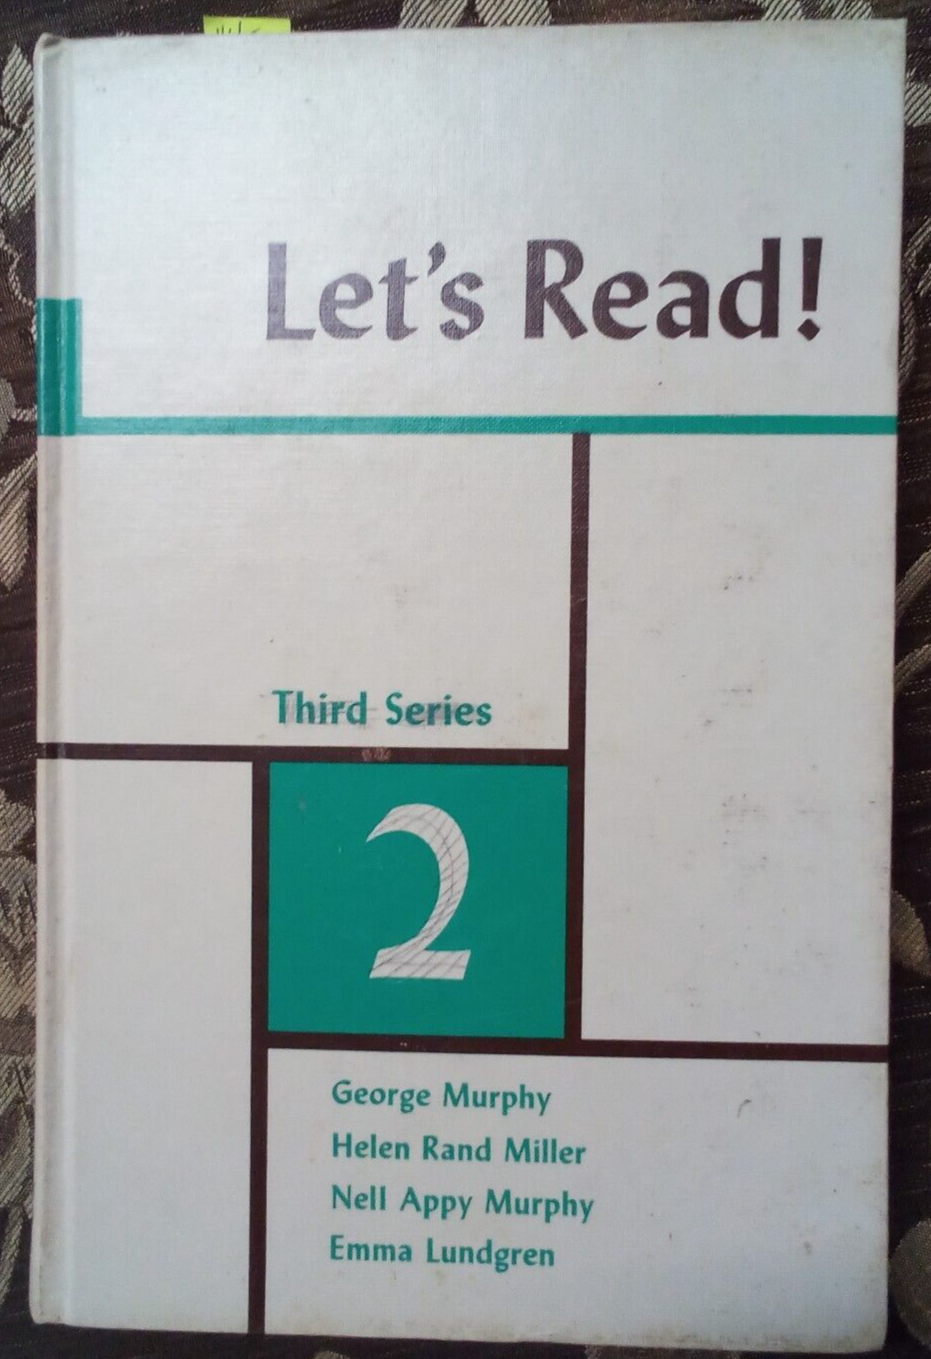 Let's Read!
Third Series
2
George Murphy
Helen Rand Miller
Nell Appy Murphy
Emma Lundgren